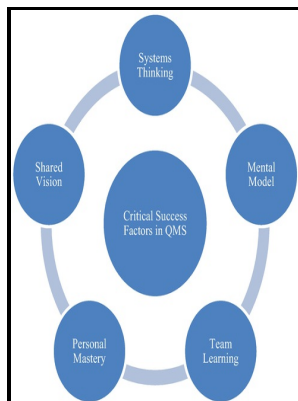 Systems
Thinking
Shared
Vision
Mental
Model
Critical Success
Factors in QMS
Personal
Mastery
Team
Learning